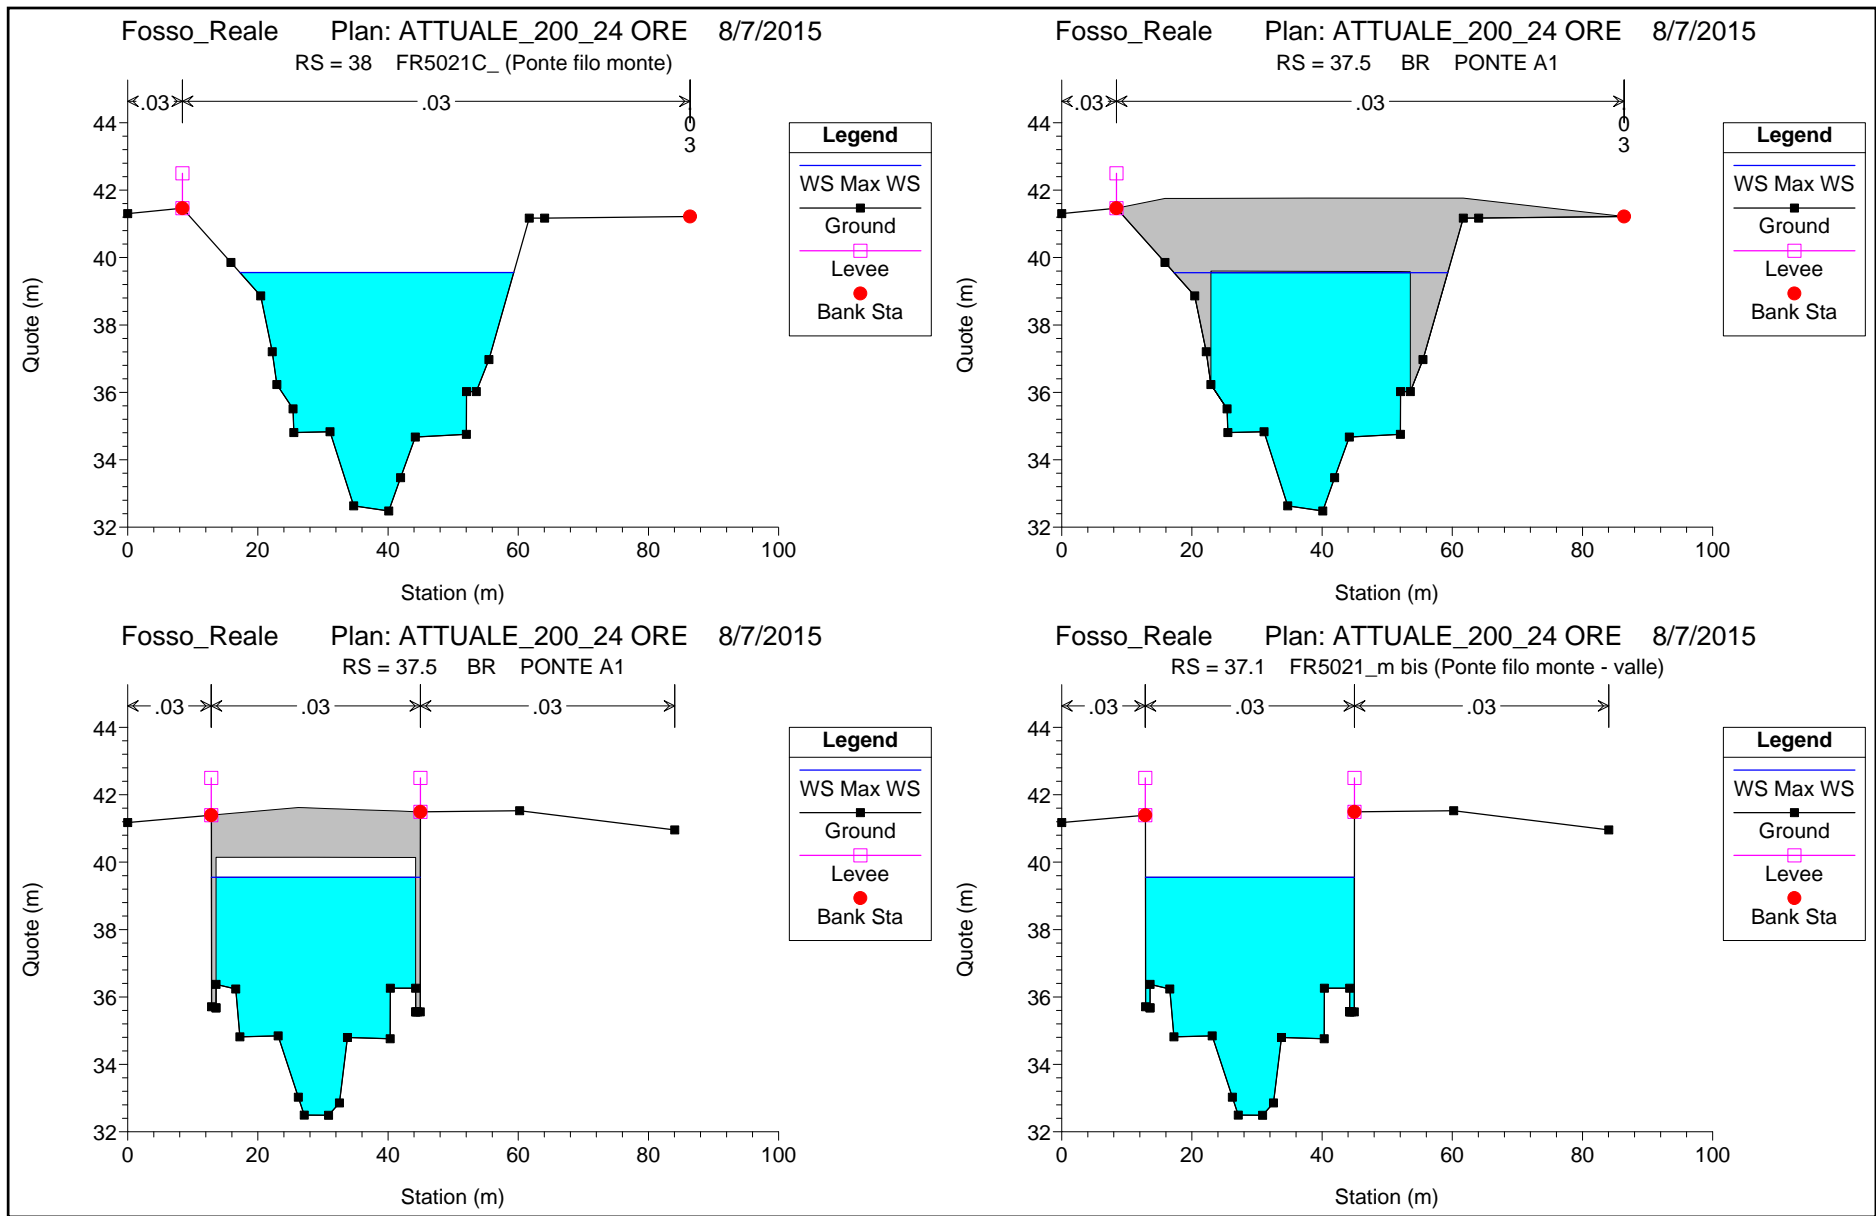 Fosso_Reale Plan: ATTUALE_200_24 ORE 8/7/2015
RS = 38 FR5021C_ (Ponte filo monte)
.03 .03 .03
44
42
40
38
36
34
32
0 20 40 60 80 100
Quote (m)
Station (m)
Legend
WS Max WS
Ground
Levee
Bank Sta
Fosso_Reale Plan: ATTUALE_200_24 ORE 8/7/2015
RS = 37.5 BR PONTE A1
.03 .03 .03
44
42
40
38
36
34
32
0 20 40 60 80 100
Quote (m)
Station (m)
Legend
WS Max WS
Ground
Levee
Bank Sta
Fosso_Reale Plan: ATTUALE_200_24 ORE 8/7/2015
RS = 37.5 BR PONTE A1
.03 .03 .03
44
42
40
38
36
34
32
0 20 40 60 80 100
Quote (m)
Station (m)
Legend
WS Max WS
Ground
Levee
Bank Sta
Fosso_Reale Plan: ATTUALE_200_24 ORE 8/7/2015
RS = 37.1 FR5021_m bis (Ponte filo monte - valle)
.03 .03 .03
44
42
40
38
36
34
32
0 20 40 60 80 100
Quote (m)
Station (m)
Legend
WS Max WS
Ground
Levee
Bank Sta